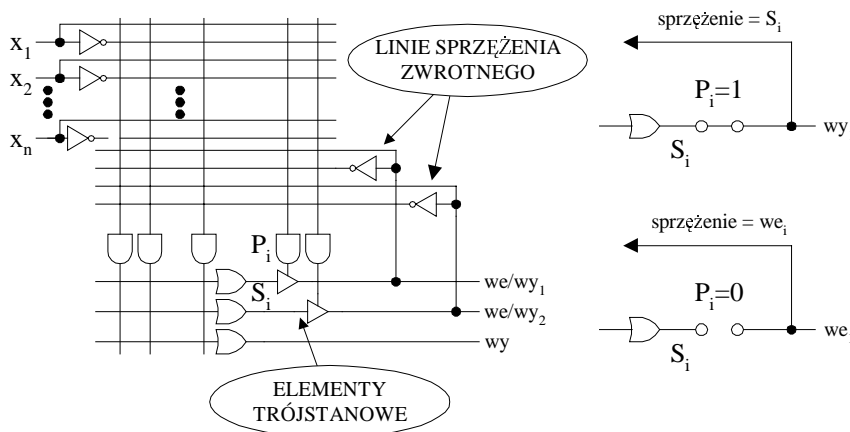 x1
x2
xn
LINIE SPRZĘŻENIA
ZWROTNEGO
Pi
Si
we/wy1
we/wy2
wy
ELEMENTY
TRÓJSTANOWE
sprzężenie = Si
Pi=1
Si
wy
sprzężenie = wei
Pi=0
Si
we